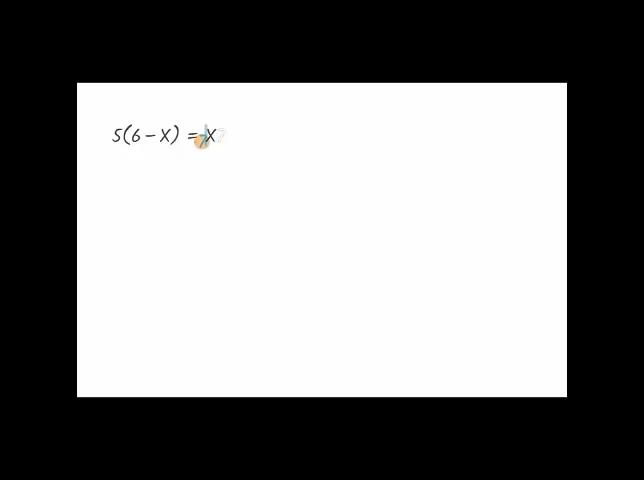 5(6-X) = X